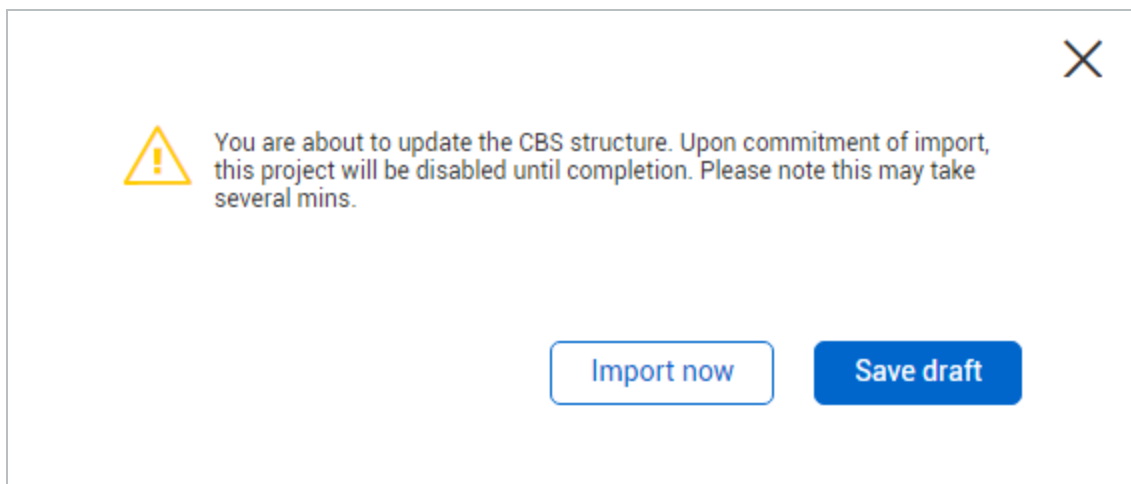 You are about to update the CBS structure. Upon commitment of import,
this project will be disabled until completion. Please note this may take
several mins.
Import now
Save draft